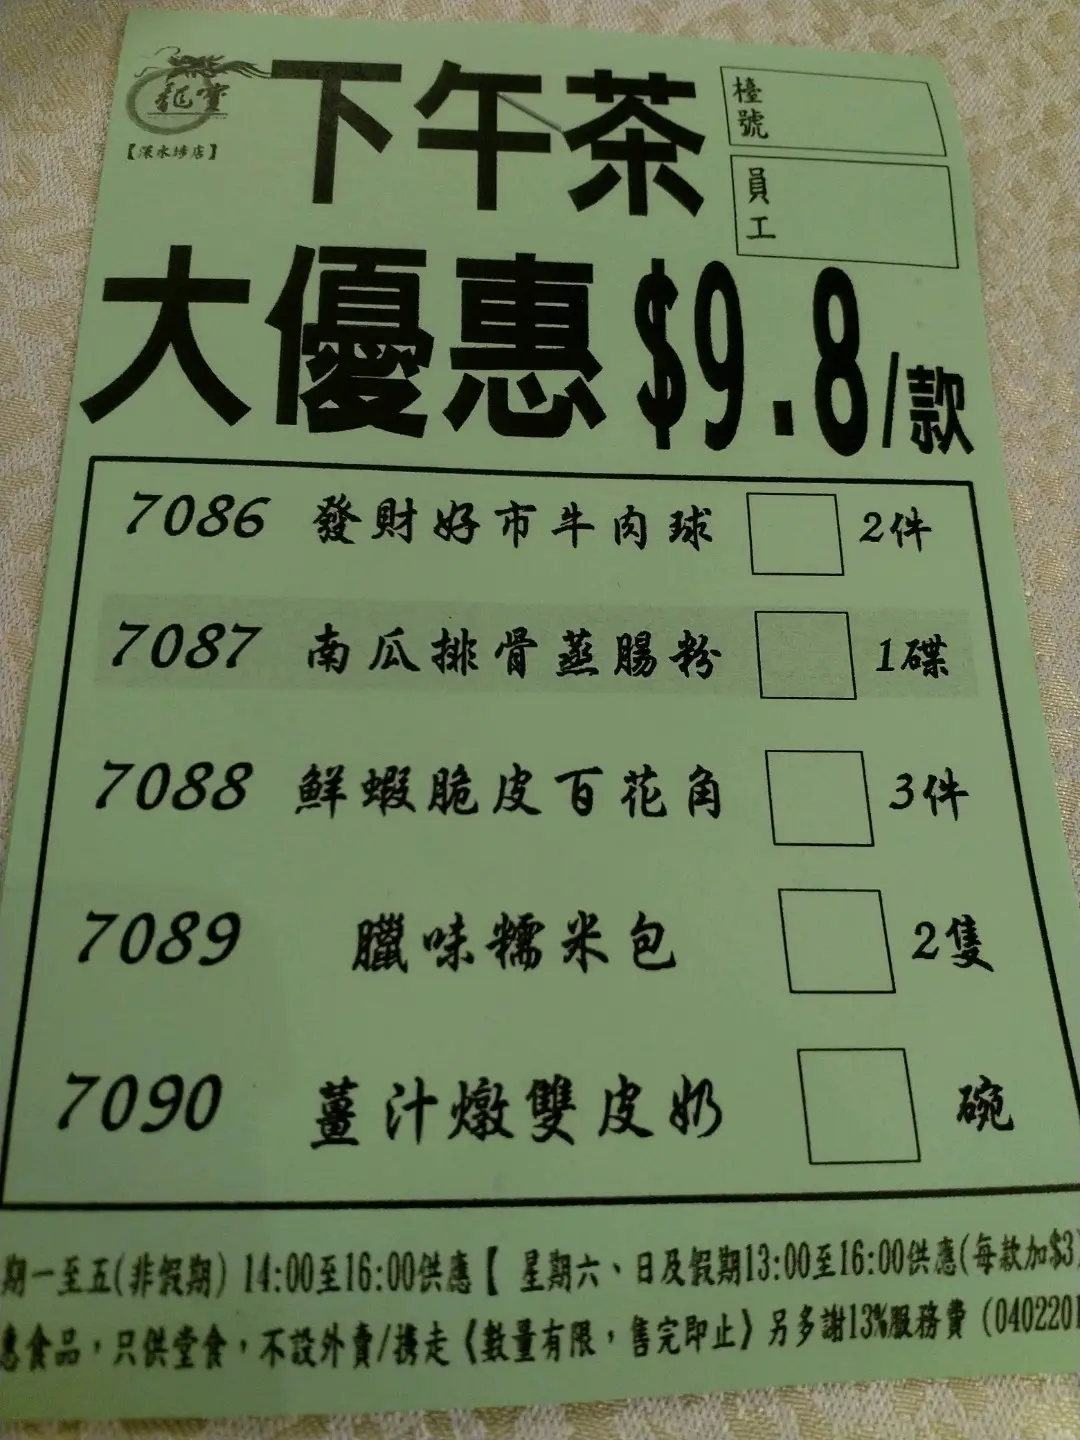 龍寶
【深水埗店】
下午茶
檯號
員工
大優惠 $9.8/款
7086 發財好市牛肉球 2件
7087 南瓜排骨蒸腸粉 1碟
7088 鮮蝦脆皮百花角 3件
7089 臘味糯米包 2隻
7090 薑汁燉雙皮奶 碗
期一至五(非假期) 14:00至16:00供應【 星期六、日及假期13:00至16:00供應(每款加$3)
惠食品，只供堂食，不設外賣/携走《數量有限，售完即止》另多謝13%服務費 (0402201